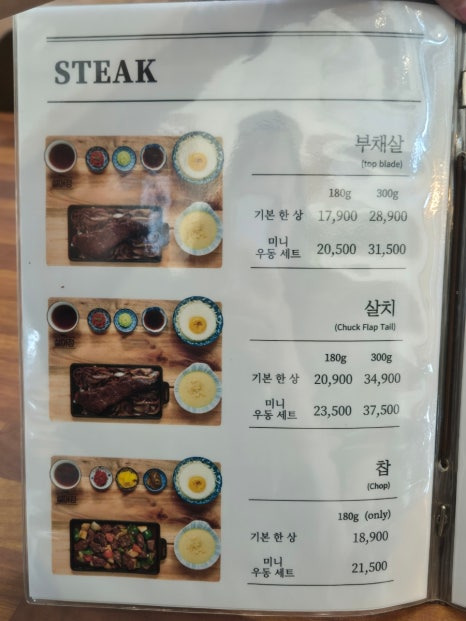 STEAK
부채살
(top blade)
180g 300g
기본 한 상 17,900 28,900
미니
우동 세트 20,500 31,500
살치
(Chuck Flap Tail)
180g 300g
기본 한 상 20,900 34,900
미니
우동 세트 23,500 37,500
찹
(Chop)
180g (only)
기본 한 상 18,900
미니
우동 세트 21,500